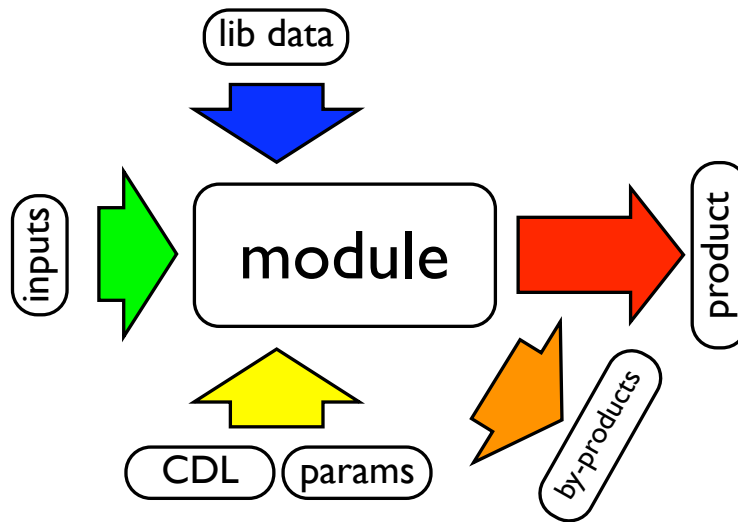 lib data
inputs
module
product
CDL
params
by-products